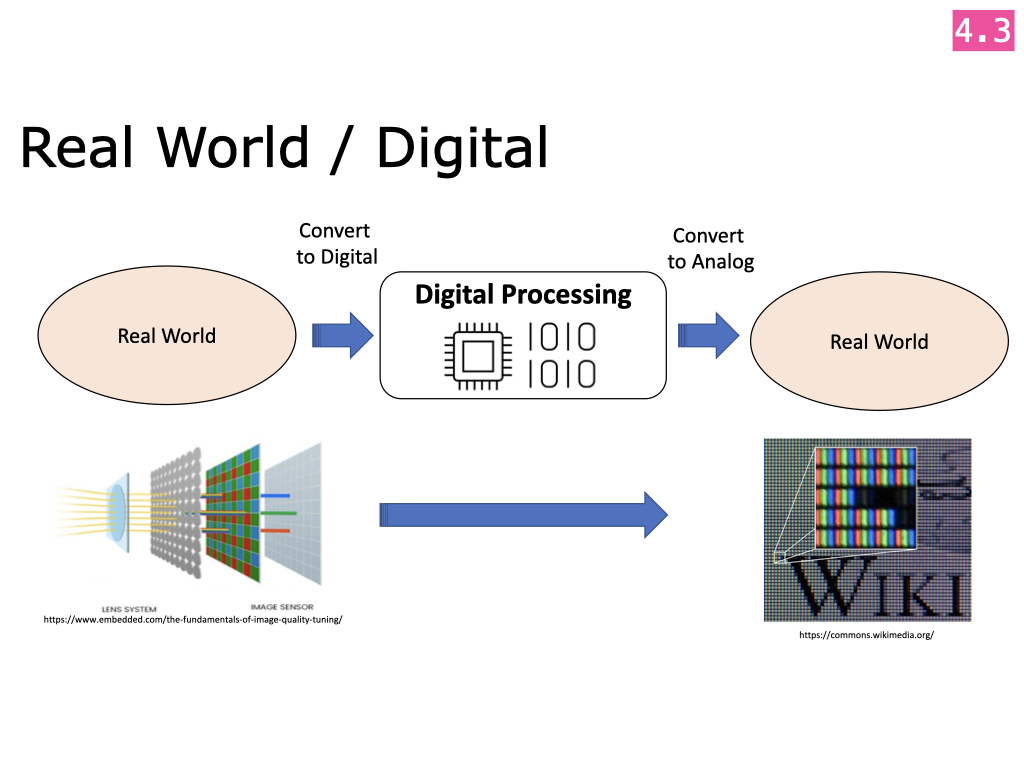 4.3
Real World / Digital
Convert
to Digital
Convert
to Analog
Real World
Digital Processing
1010
1010
Real World
LENS SYSTEM
IMAGE SENSOR
https://www.embedded.com/the-fundamentals-of-image-quality-tuning/
WIKI
https://commons.wikimedia.org/